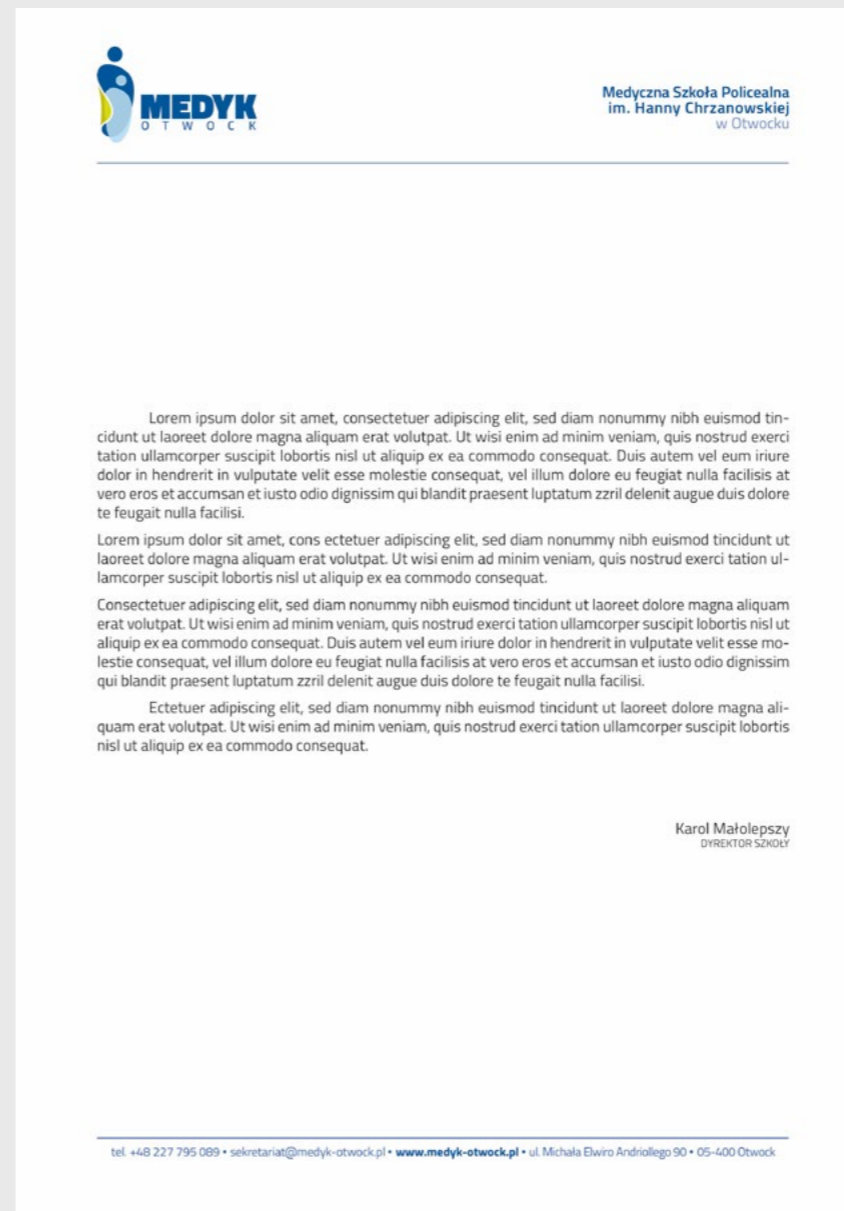 MEDYK
OTWOCK
Medyczna Szkoła Policealna
im. Hanny Chrzanowskiej
w Otwocku
Lorem ipsum dolor sit amet, consectetuer adipiscing elit, sed diam nonummy nibh euismod tin-
cidunt ut laoreet dolore magna aliquam erat volutpat. Ut wisi enim ad minim veniam, quis nostrud exerci
tation ullamcorper suscipit lobortis nisl ut aliquip ex ea commodo consequat. Duis autem vel eum iriure
dolor in hendrerit in vulputate velit esse molestie consequat, vel illum dolore eu feugiat nulla facilisis at
vero eros et accumsan et iusto odio dignissim qui blandit praesent luptatum zzril delenit augue duis dolore
te feugait nulla facilisi.
Lorem ipsum dolor sit amet, cons ectetuer adipiscing elit, sed diam nonummy nibh euismod tincidunt ut
laoreet dolore magna aliquam erat volutpat. Ut wisi enim ad minim veniam, quis nostrud exerci tation ul-
lamcorper suscipit lobortis nisl ut aliquip ex ea commodo consequat.
Consectetuer adipiscing elit, sed diam nonummy nibh euismod tincidunt ut laoreet dolore magna aliquam
erat volutpat. Ut wisi enim ad minim veniam, quis nostrud exerci tation ullamcorper suscipit lobortis nisl ut
aliquip ex ea commodo consequat. Duis autem vel eum iriure dolor in hendrerit in vulputate velit esse mo-
lestie consequat, vel illum dolore eu feugiat nulla facilisis at vero eros et accumsan et iusto odio dignissim
qui blandit praesent luptatum zzril delenit augue duis dolore te feugait nulla facilisi.
Ectetuer adipiscing elit, sed diam nonummy nibh euismod tincidunt ut laoreet dolore magna ali-
quam erat volutpat. Ut wisi enim ad minim veniam, quis nostrud exerci tation ullamcorper suscipit lobortis
nisl ut aliquip ex ea commodo consequat.
Karol Małolepszy
DYREKTOR SZKOŁY
tel. +48 227 795 089 • sekretariat@medyk-otwock.pl • www.medyk-otwock.pl • ul. Michała Elwiro Andriollego 90 • 05-400 Otwock